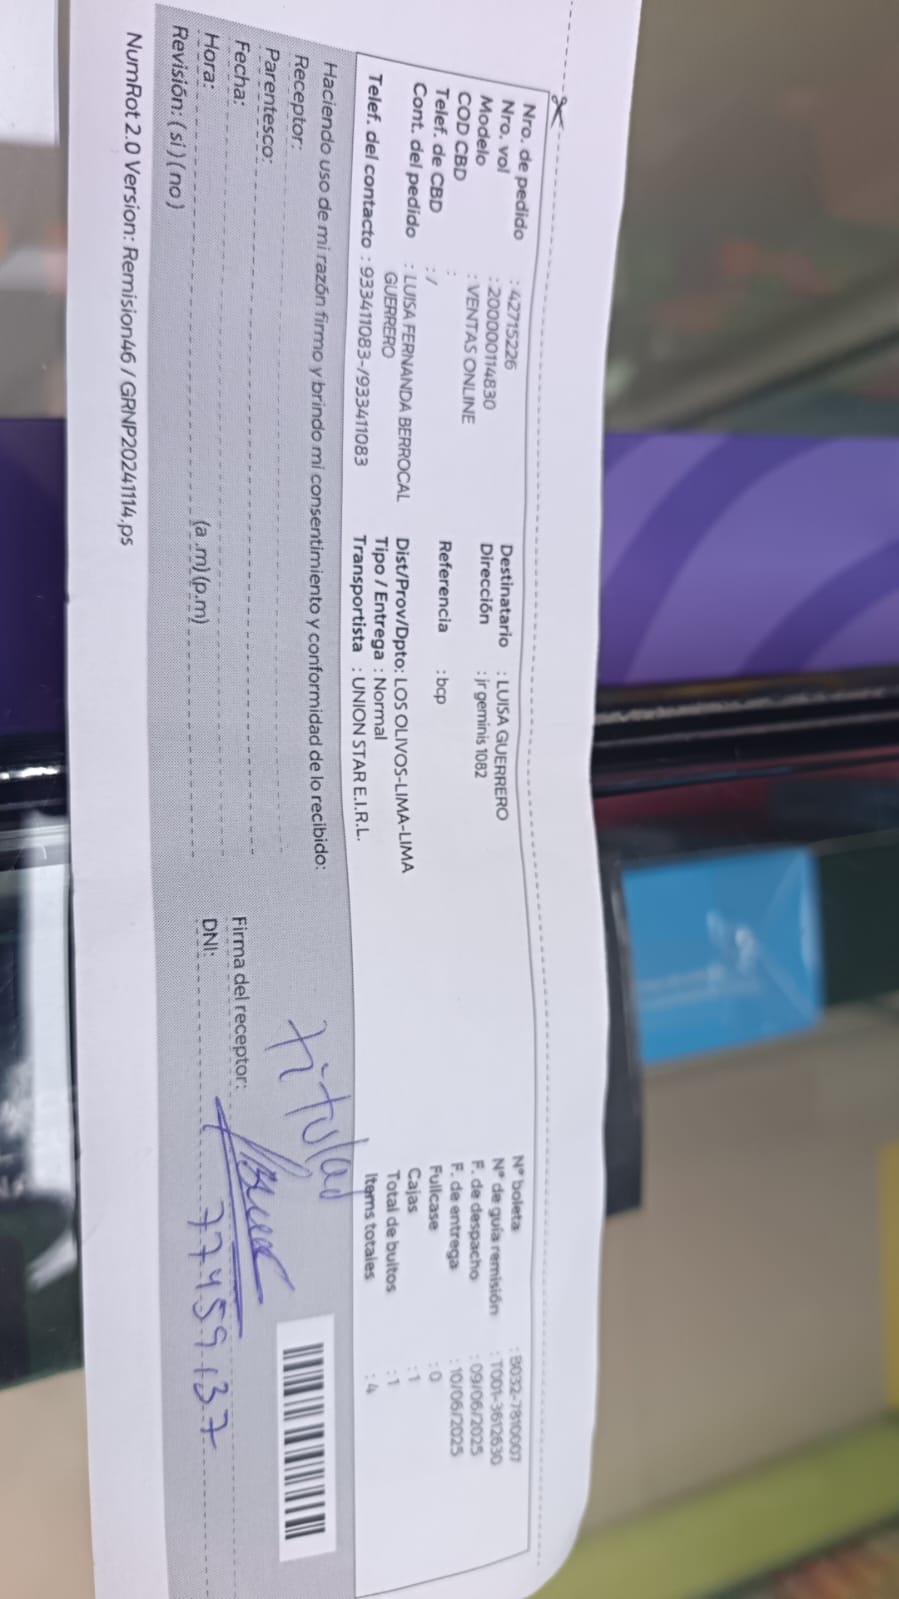 Nro. de pedido : 42715226
Nro. vol : 200000114830
Modelo : VENTAS ONLINE
COD CBD :
Telef. de CBD : /
Cont. del pedido : LUISA FERNANDA BERROCAL
GUERRERO
Telef. del contacto : 933411083-/933411083
Destinatario : LUISA GUERRERO
Dirección : jr geminis 1082
Referencia : bcp
Dist/Prov/Dpto: LOS OLIVOS-LIMA-LIMA
Tipo / Entrega : Normal
Transportista : UNION STAR E.I.R.L.
N° boleta : B032-7810007
N° de guía remisión : T001-3612630
F. de despacho : 09/06/2025
F. de entrega : 10/06/2025
Fullcase : 0
Cajas : 1
Total de bultos : 1
Items totales : 4
Haciendo uso de mi razón firmo y brindo mi consentimiento y conformidad de lo recibido:
Receptor:
Parentesco:
Fecha:
Hora: (a .m) (p.m)
Revisión: ( si ) ( no )
Firma del receptor:
DNI: 77459137
NumRot 2.0 Version: Remision46 / GRNP20241114.ps